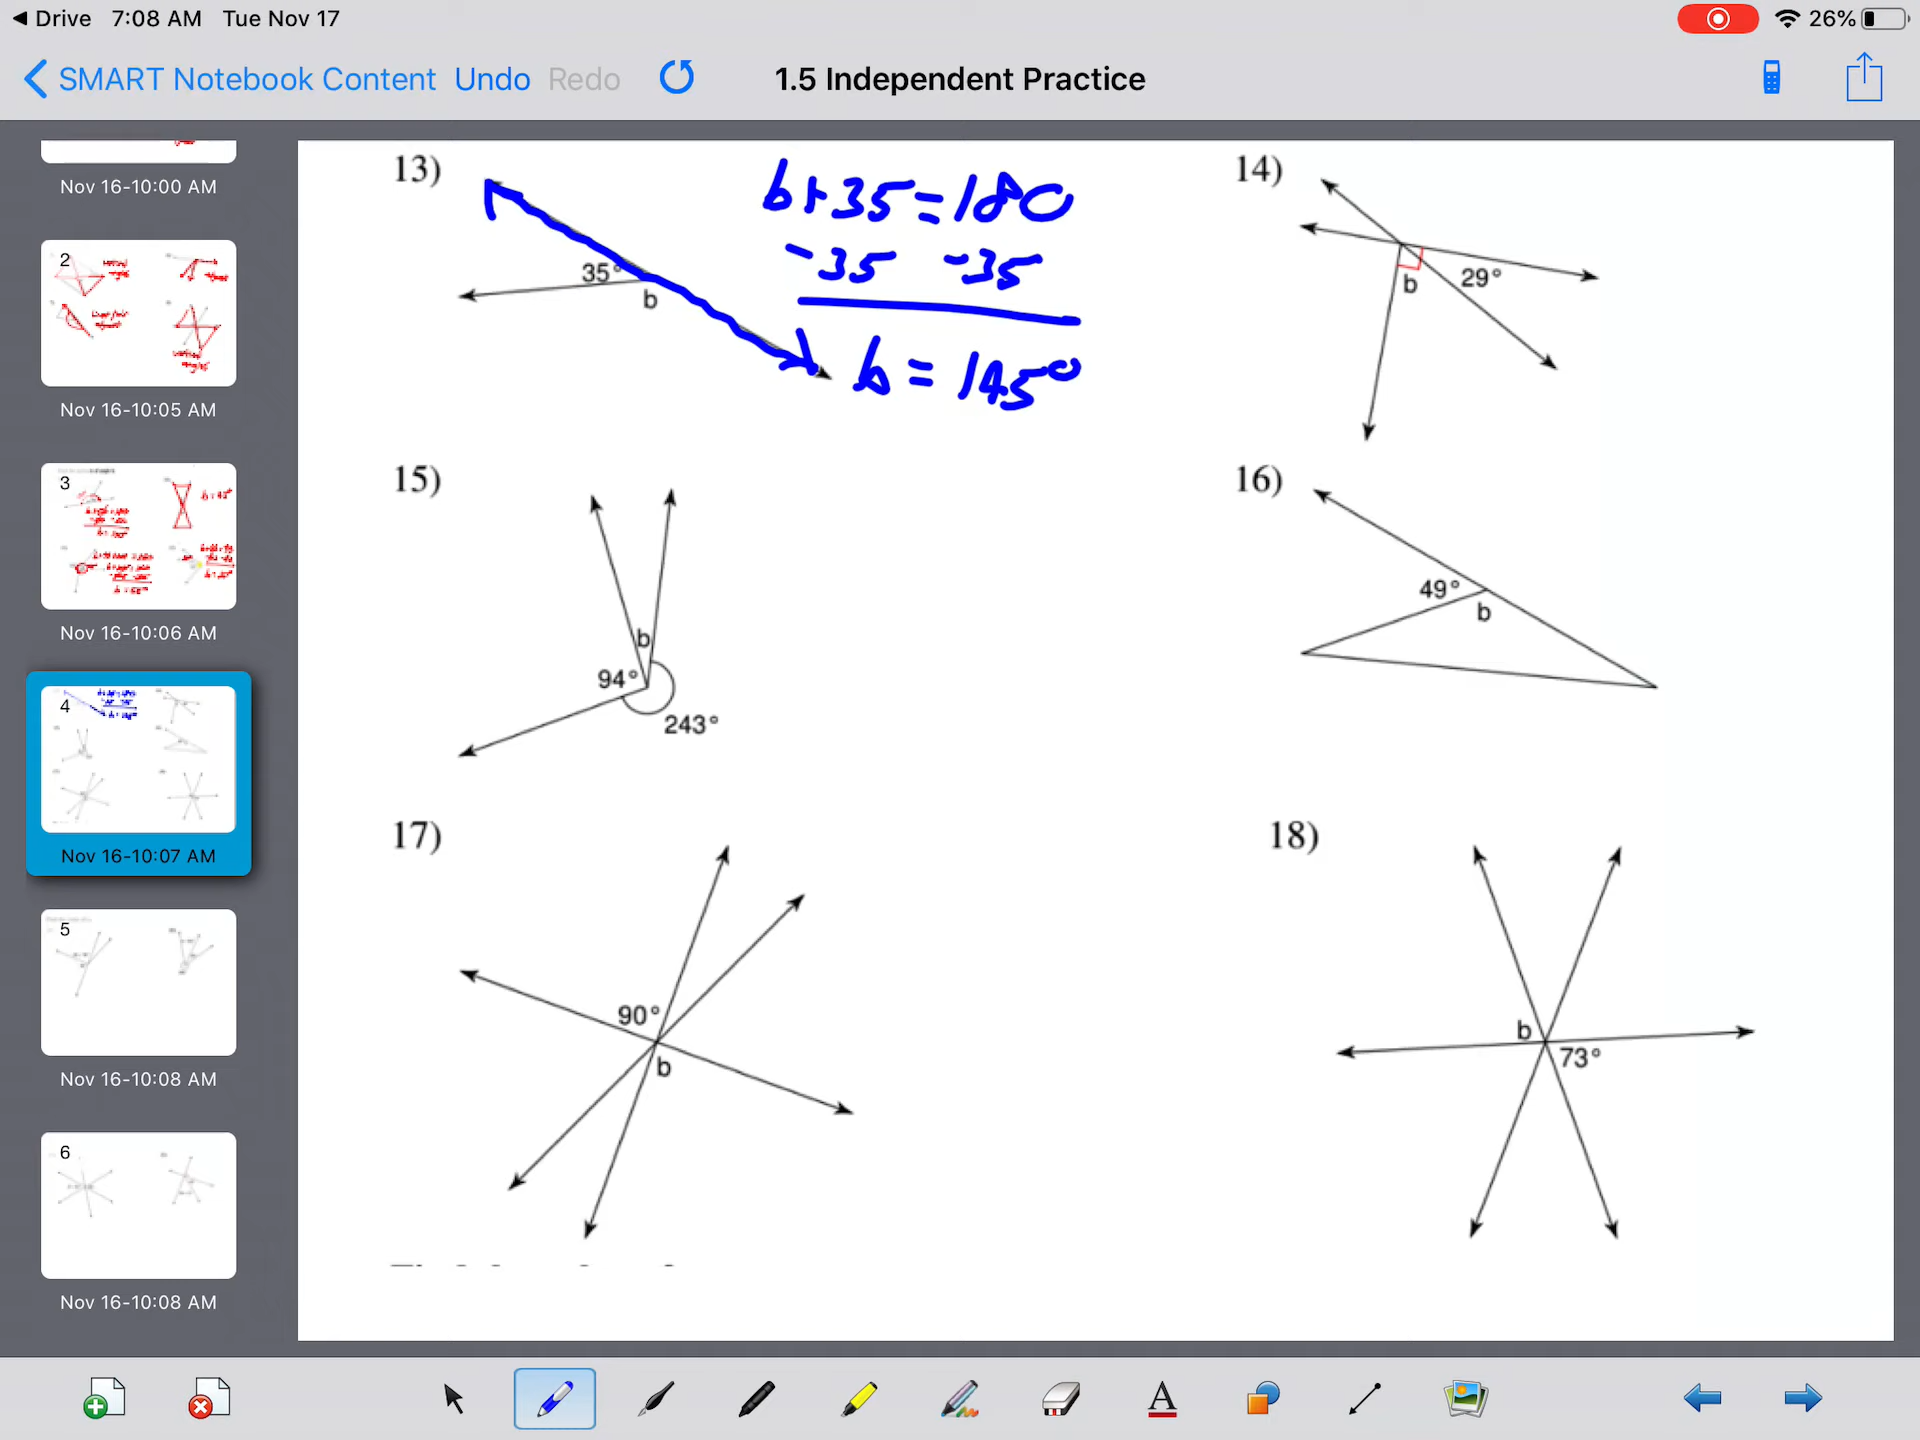 Drive 7:08 AM Tue Nov 17 26%
SMART Notebook Content Undo Redo 1.5 Independent Practice
Nov 16-10:00 AM
2
Nov 16-10:05 AM
3
Nov 16-10:06 AM
4
Nov 16-10:07 AM
5
Nov 16-10:08 AM
6
Nov 16-10:08 AM
13)
35°
b
b+35=180
-35 -35
b = 145°
14)
b 29°
15)
b
94°
243°
16)
49°
b
17)
90°
b
18)
b
73°
A